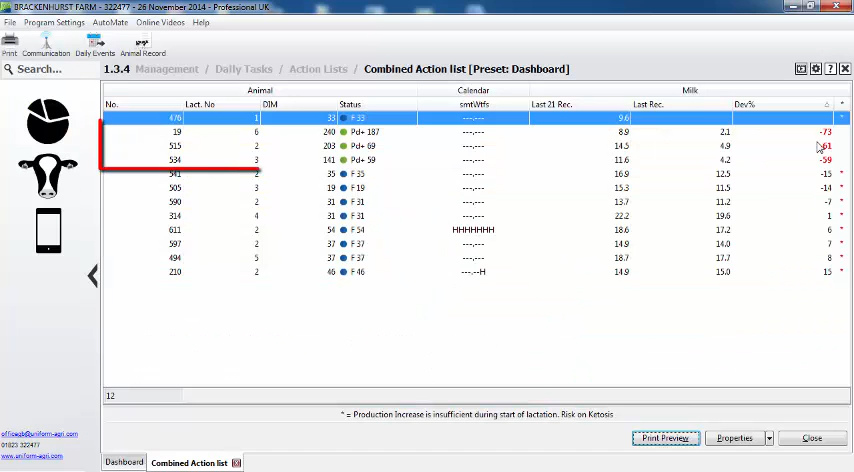 BRACKENHURST FARM - 322477 - 26 November 2014 - Professional UK
File Program Settings AutoMate Online Videos Help
Print Communication Daily Events Animal Record
Search... 1.3.4 Management / Daily Tasks / Action Lists / Combined Action list [Preset: Dashboard]
Animal Calendar Milk
No. Lact. No DIM Status smtWtfs Last 21 Rec. Last Rec. Dev% *
476 1 33 F 33 ---.--- 9.6 *
19 6 240 Pd+ 187 ---.--- 8.9 2.1 -73
515 2 203 Pd+ 69 ---.--- 14.5 4.9 -61
534 3 141 Pd+ 59 ---.--- 11.6 4.2 -59
541 2 35 F 35 ---.--- 16.9 12.5 -15 *
505 3 19 F 19 ---.--- 15.3 11.5 -14 *
590 2 31 F 31 ---.--- 13.7 11.2 -7 *
314 4 31 F 31 ---.--- 22.2 19.6 1 *
611 2 54 F 54 HHHHHHH 18.6 17.2 6 *
597 2 37 F 37 ---.--- 14.9 14.0 7 *
494 5 37 F 37 ---.--- 18.7 17.7 8 *
210 2 46 F 46 ---.--H 14.9 15.0 15 *
12
* = Production Increase is insufficient during start of lactation. Risk on Ketosis
officegb@uniform-agri.com
01823 322477
www.uniform-agri.com
Print Preview Properties Close
Dashboard Combined Action list